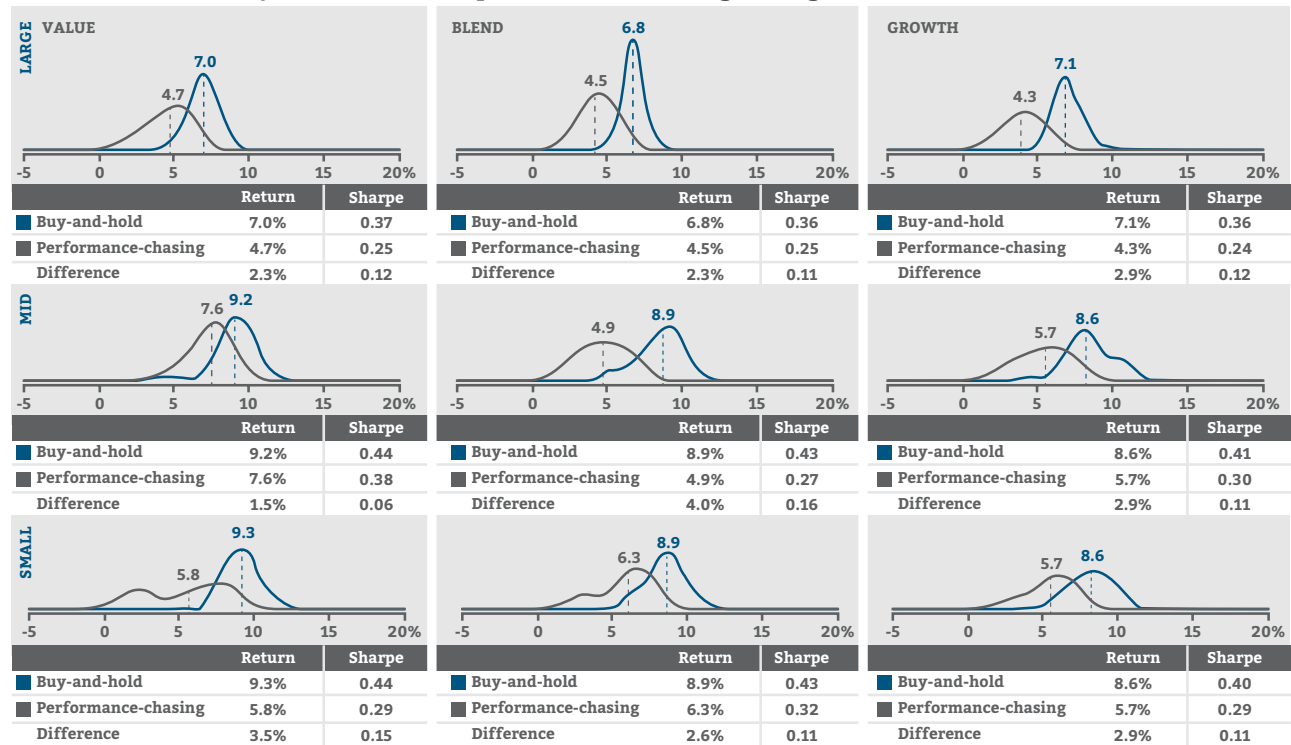 LARGE
VALUE
4.7
7.0
-5 0 5 10 15 20%
Return Sharpe
Buy-and-hold 7.0% 0.37
Performance-chasing 4.7% 0.25
Difference 2.3% 0.12
BLEND
4.5
6.8
-5 0 5 10 15 20%
Return Sharpe
Buy-and-hold 6.8% 0.36
Performance-chasing 4.5% 0.25
Difference 2.3% 0.11
GROWTH
4.3
7.1
-5 0 5 10 15 20%
Return Sharpe
Buy-and-hold 7.1% 0.36
Performance-chasing 4.3% 0.24
Difference 2.9% 0.12
MID
7.6
9.2
-5 0 5 10 15 20%
Return Sharpe
Buy-and-hold 9.2% 0.44
Performance-chasing 7.6% 0.38
Difference 1.5% 0.06
4.9
8.9
-5 0 5 10 15 20%
Return Sharpe
Buy-and-hold 8.9% 0.43
Performance-chasing 4.9% 0.27
Difference 4.0% 0.16
5.7
8.6
-5 0 5 10 15 20%
Return Sharpe
Buy-and-hold 8.6% 0.41
Performance-chasing 5.7% 0.30
Difference 2.9% 0.11
SMALL
5.8
9.3
-5 0 5 10 15 20%
Return Sharpe
Buy-and-hold 9.3% 0.44
Performance-chasing 5.8% 0.29
Difference 3.5% 0.15
6.3
8.9
-5 0 5 10 15 20%
Return Sharpe
Buy-and-hold 8.9% 0.43
Performance-chasing 6.3% 0.32
Difference 2.6% 0.11
5.7
8.6
-5 0 5 10 15 20%
Return Sharpe
Buy-and-hold 8.6% 0.40
Performance-chasing 5.7% 0.29
Difference 2.9% 0.11